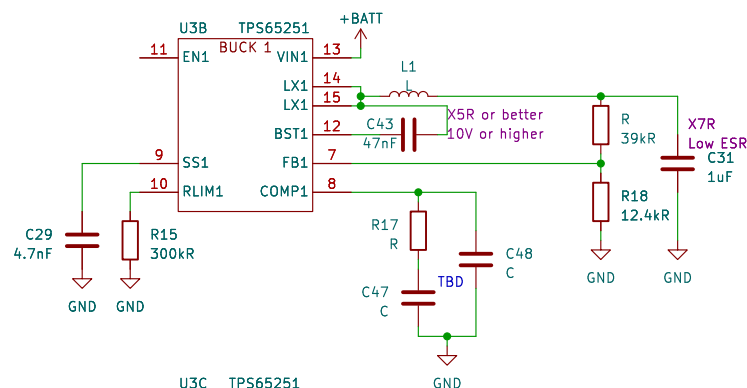 +BATT
U3B TPS65251
BUCK 1
11 EN1 VIN1 13
LX1 14
LX1 15
BST1 12
9 SS1 FB1 7
10 RLIM1 COMP1 8
L1
L
C43
47nF
X5R or better
10V or higher
R
39kR
X7R
Low ESR
C31
1uF
R18
12.4kR
GND
GND
C29
4.7nF
GND
R15
300kR
GND
R17
R
C48
C
TBD
C47
C
GND
U3C TPS65251